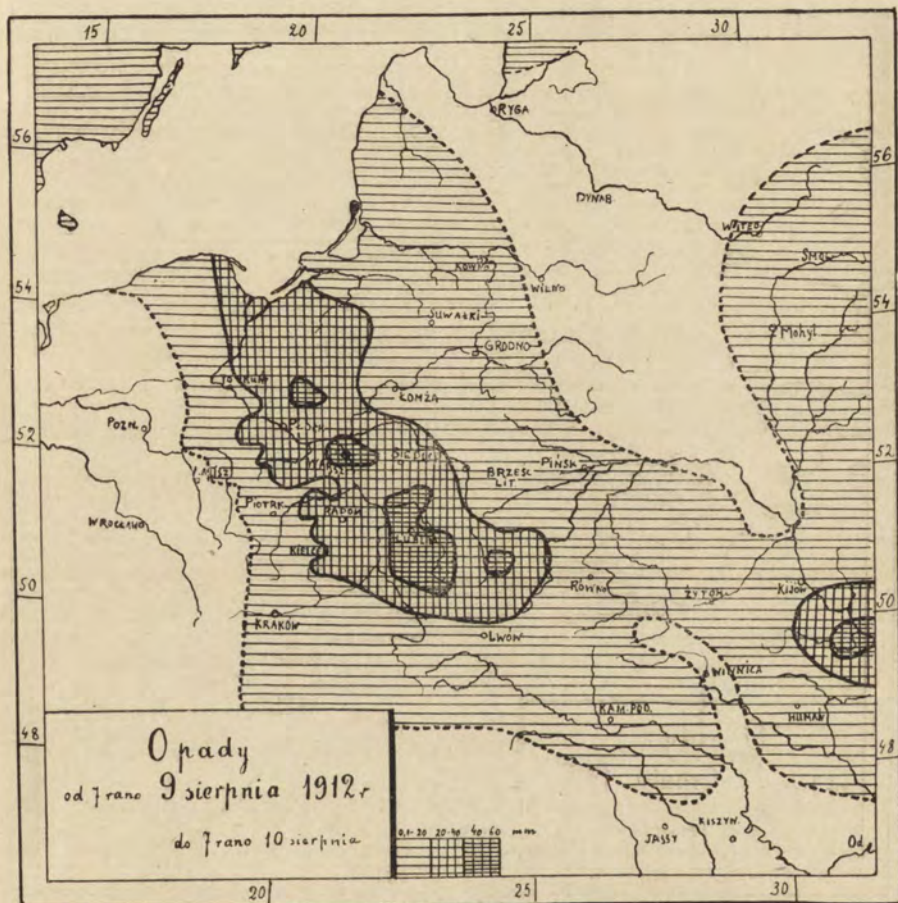 15 20 25 30
56 56
RYGA
DYNAB.
WITEB
SMOL
54 54
KOWNO
WILNO
SUWAŁKI
Mohyl
GRODNO
TORUŃ
ŁOMŻA
POZN.
PŁOCK
52 52
WARSZ
SIEDLCE
BRZEŚĆ LIT.
PIŃSK
KALISZ
PIOTRK
RADOM
WROCŁAW
LUBLIN
KIELCE
RÓWNE
ŻYTOM
KIJÓW
50 50
KRAKÓW
LWÓW
WINNICA
KAM. POD.
HUMAŃ
48 48
Opady
od 7 rano 9 sierpnia 1912 r
do 7 rano 10 sierpnia
0,1-20 20-40 40 60 mm
JASSY
KISZYN.
20 25 30